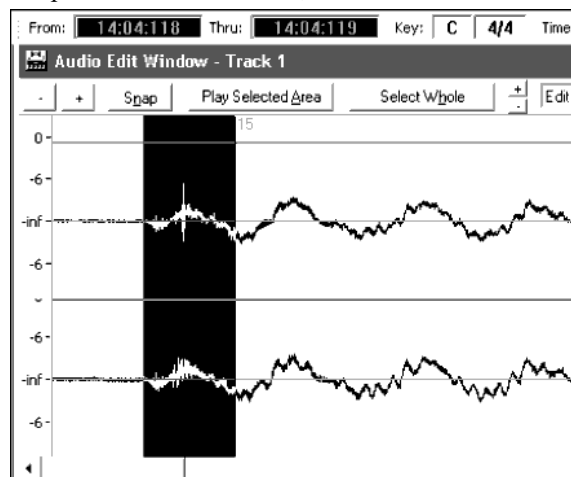 From: 14:04:118 Thru: 14:04:119 Key: C 4/4 Time
Audio Edit Window - Track 1
- + Snap Play Selected Area Select Whole + - Edit
15
0-
-6-
-inf-
-6-
-6-
-inf-
-6-